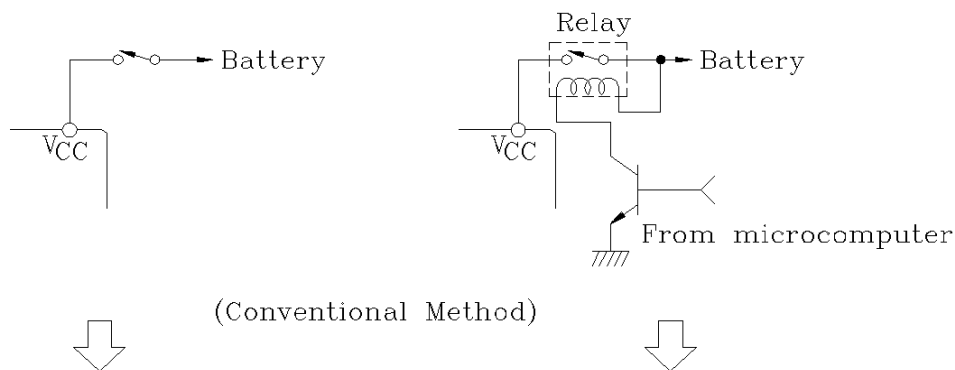 Relay
Battery
Battery
VCC
VCC
From microcomputer
(Conventional Method)